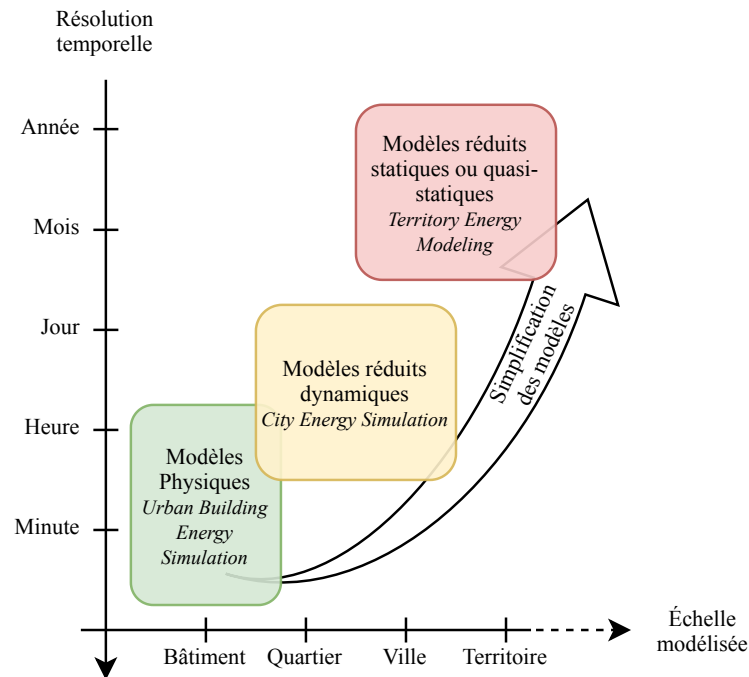 Résolution
temporelle
Année
Mois
Jour
Heure
Minute
Modèles réduits
statiques ou quasi-
statiques
Territory Energy
Modeling
Modèles réduits
dynamiques
City Energy Simulation
Modèles
Physiques
Urban Building
Energy
Simulation
Simplification
des modèles
Bâtiment
Quartier
Ville
Territoire
Échelle
modélisée